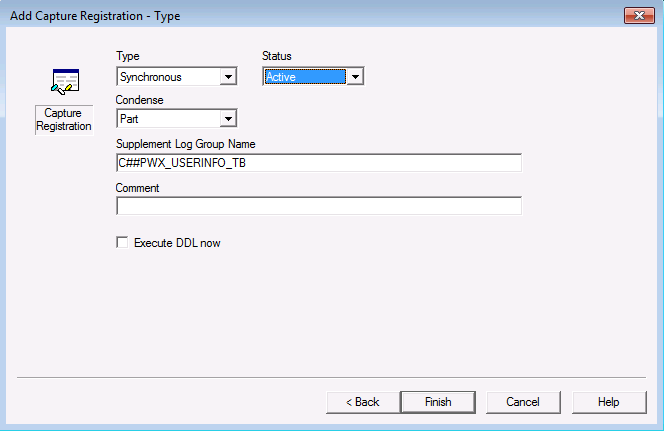 Add Capture Registration - Type
Type
Status
Synchronous
Active
Condense
Capture
Registration
Part
Supplement Log Group Name
C##PWX_USERINFO_TB
Comment
Execute DDL now
< Back
Finish
Cancel
Help